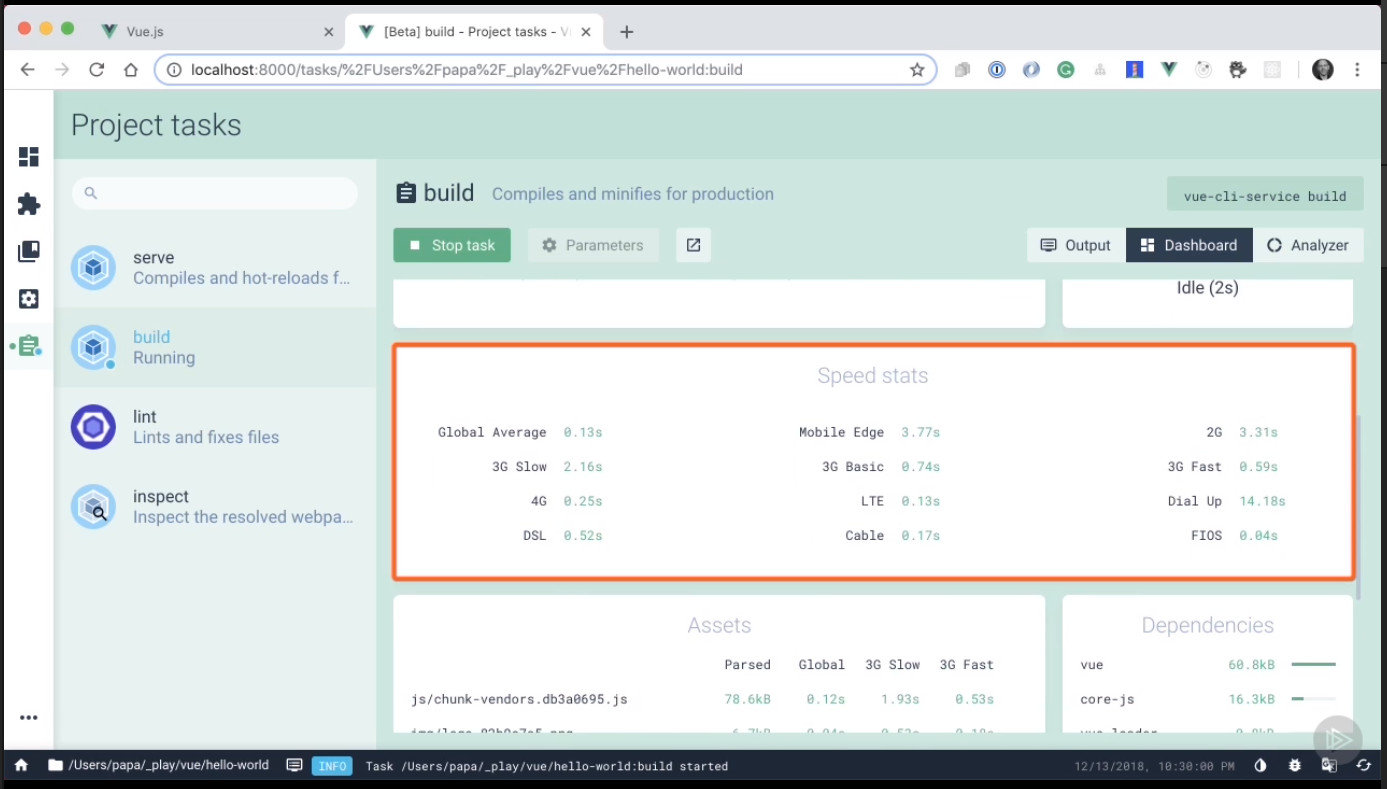 Vue.js
[Beta] build - Project tasks - V
localhost:8000/tasks/%2FUsers%2Fpapa%2F_play%2Fvue%2Fhello-world:build
Project tasks
build Compiles and minifies for production
vue-cli-service build
Stop task
Parameters
Output
Dashboard
Analyzer
serve
Compiles and hot-reloads f...
build
Running
lint
Lints and fixes files
inspect
Inspect the resolved webpa...
Idle (2s)
Speed stats
Global Average 0.13s Mobile Edge 3.77s 2G 3.31s
3G Slow 2.16s 3G Basic 0.74s 3G Fast 0.59s
4G 0.25s LTE 0.13s Dial Up 14.18s
DSL 0.52s Cable 0.17s FIOS 0.04s
Assets
Parsed Global 3G Slow 3G Fast
js/chunk-vendors.db3a0695.js 78.6kB 0.12s 1.93s 0.53s
Dependencies
vue 60.8kB
core-js 16.3kB
/Users/papa/_play/vue/hello-world INFO Task /Users/papa/_play/vue/hello-world:build started 12/13/2018, 10:30:00 PM